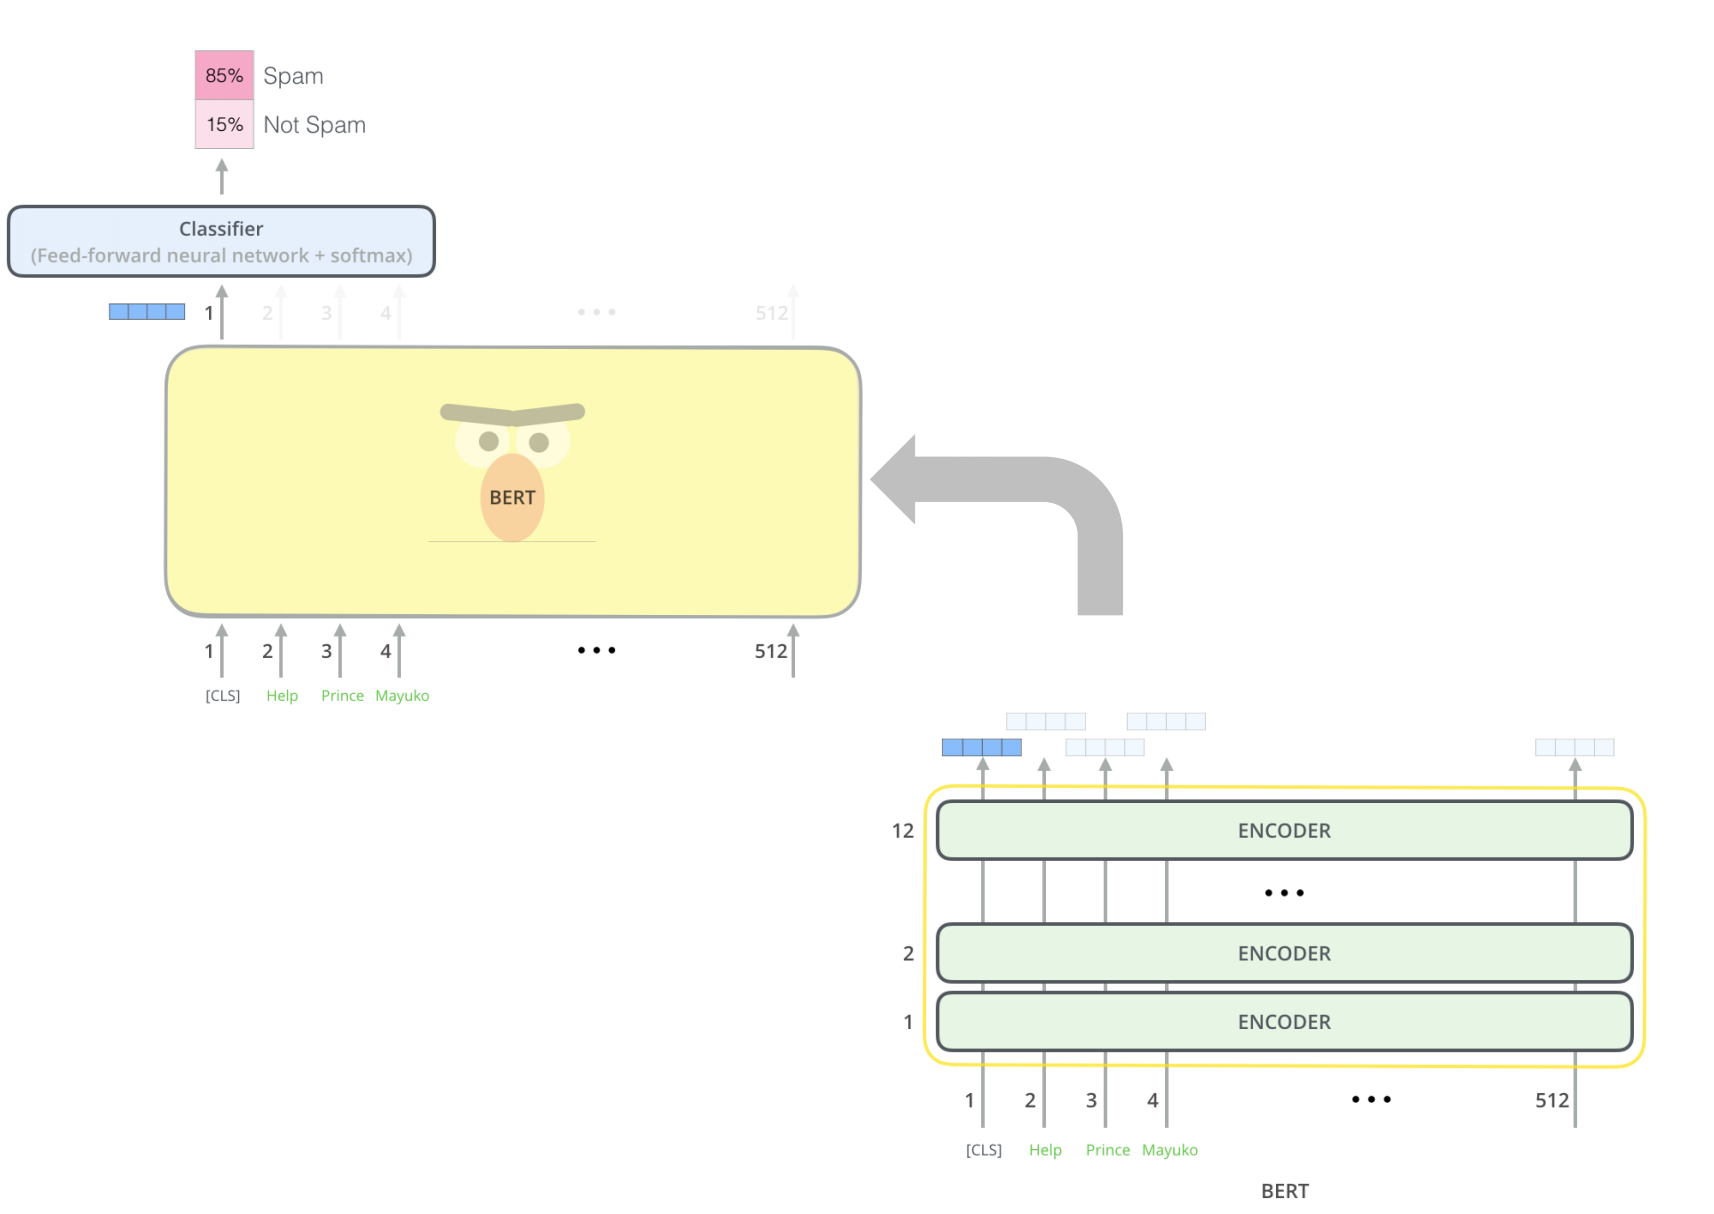 85% Spam
15% Not Spam
Classifier
(Feed-forward neural network + softmax)
1 2 3 4 ••• 512
BERT
1 2 3 4 ••• 512
[CLS] Help Prince Mayuko
12 ENCODER
•••
2 ENCODER
1 ENCODER
1 2 3 4 ••• 512
[CLS] Help Prince Mayuko
BERT